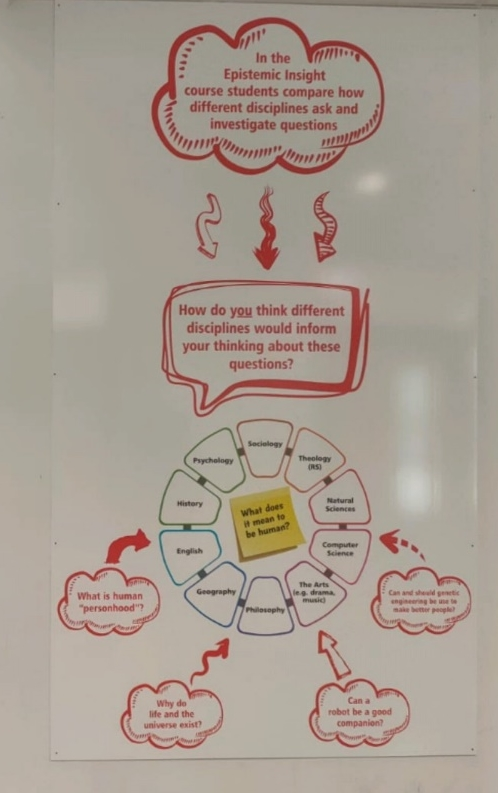 In the
Epistemic Insight
course students compare how
different disciplines ask and
investigate questions
How do you think different
disciplines would inform
your thinking about these
questions?
Sociology
Theology
(RS)
Natural
Sciences
Computer
Science
The Arts
(e.g. drama,
music)
Philosophy
Geography
English
History
Psychology
What does
it mean to
be human?
What is human
"personhood"?
Can and should genetic
engineering be use to
make better people?
Why do
life and the
universe exist?
Can a
robot be a good
companion?